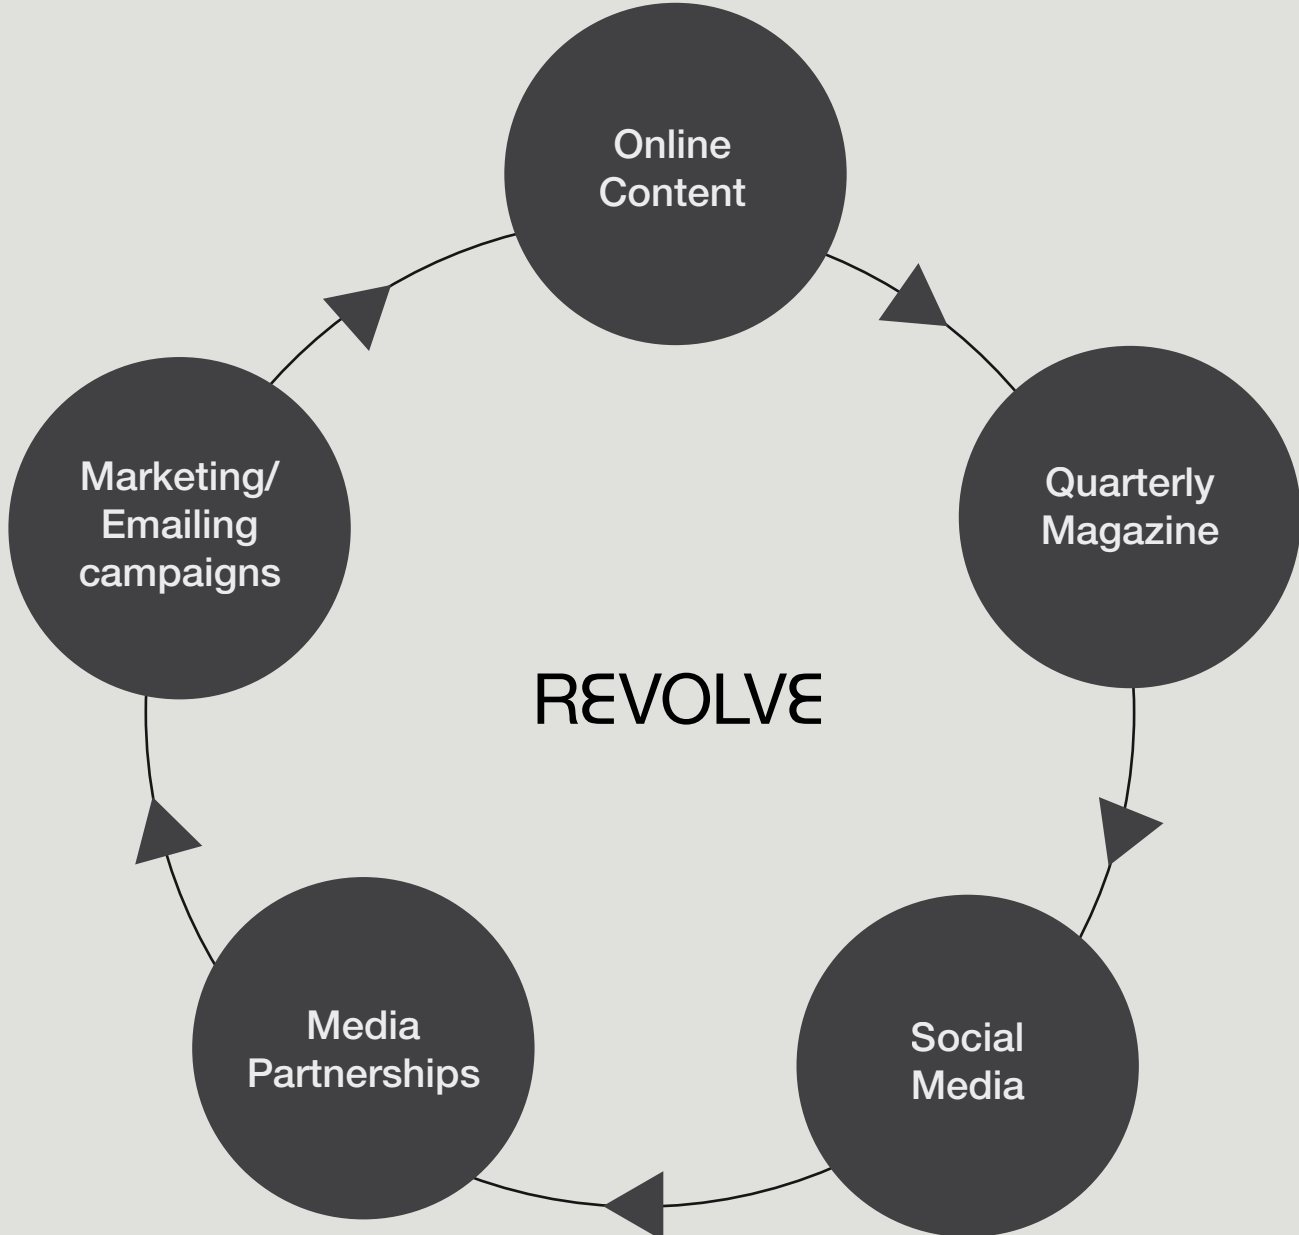 Online
Content
Marketing/
Emailing
campaigns
Quarterly
Magazine
REVOLVE
Media
Partnerships
Social
Media